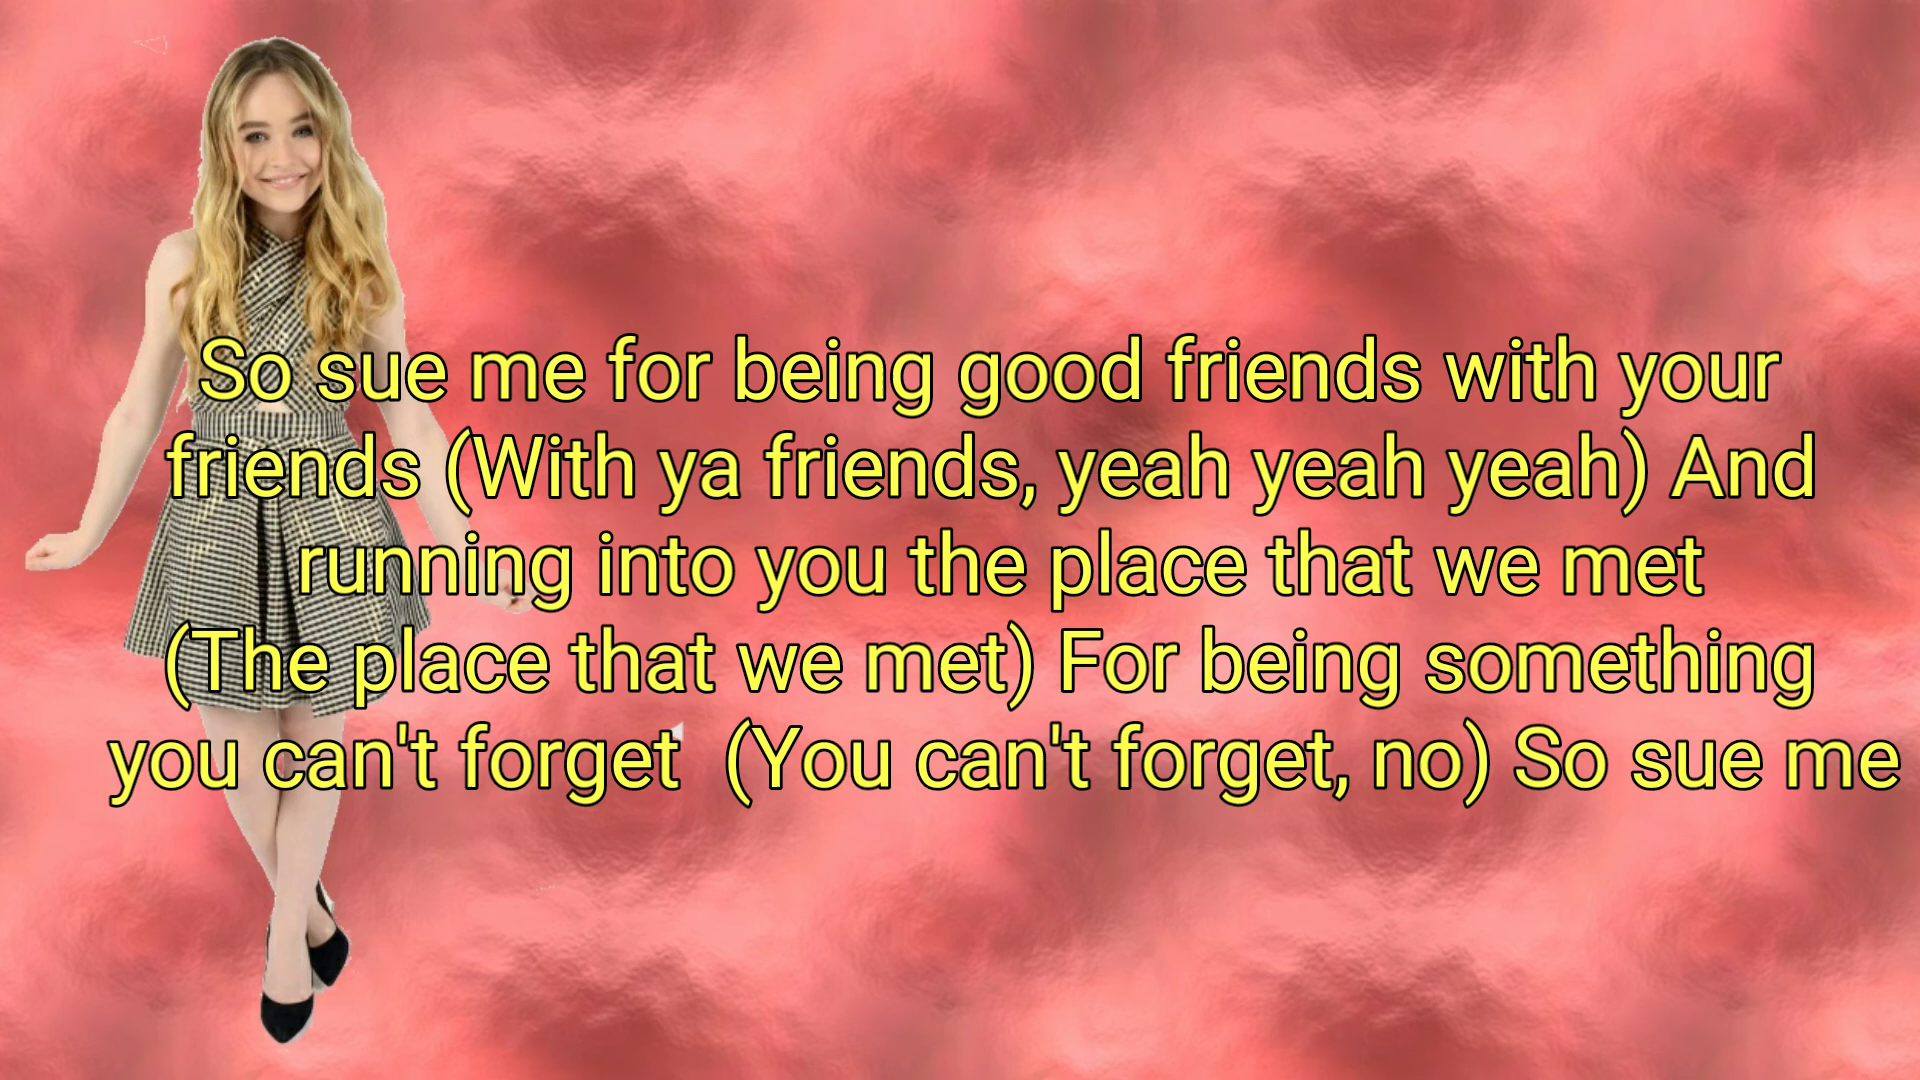 So sue me for being good friends with your
friends (With ya friends, yeah yeah yeah) And
running into you the place that we met
(The place that we met) For being something
you can't forget  (You can't forget, no) So sue me